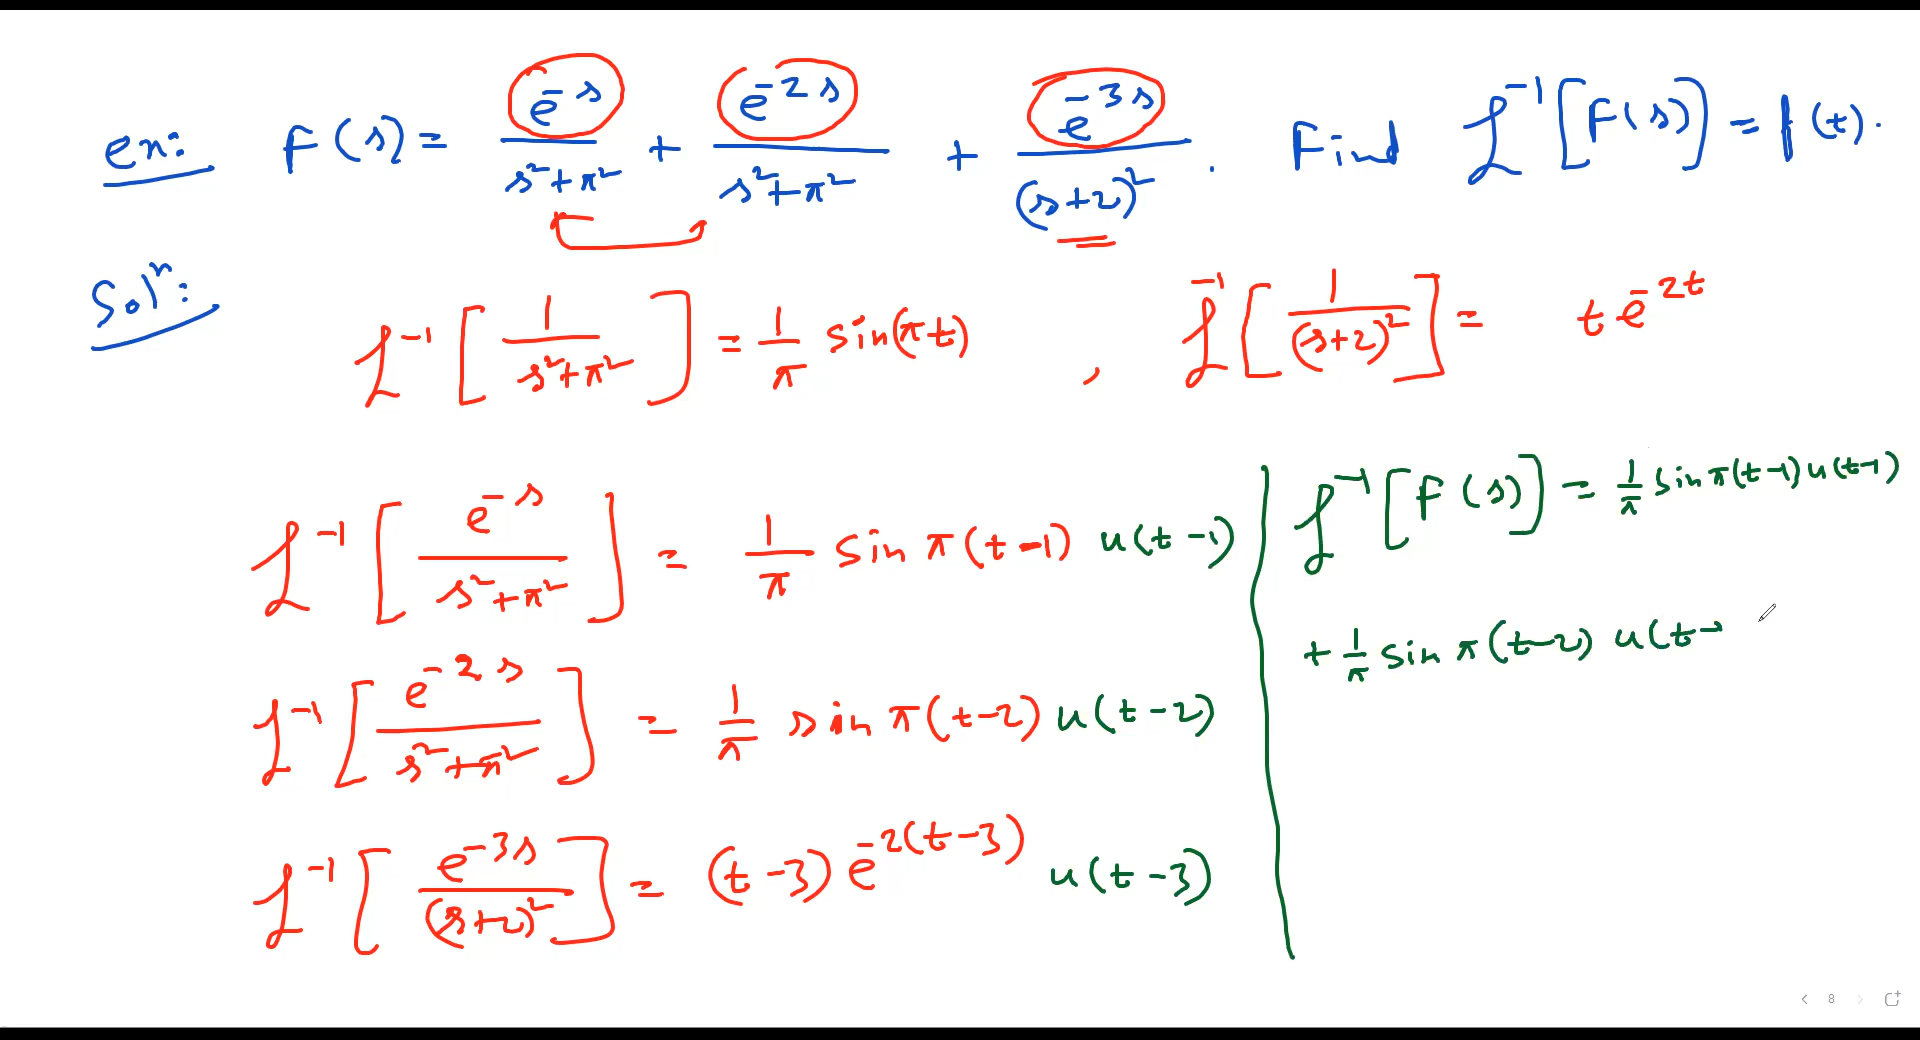 en: F(s) = e^{-s}/(s²+π²) + e^{-2s}/(s²+π²) + e^{-3s}/(s+2)² . Find ℒ⁻¹[F(s)] = f(t).
Solⁿ:
ℒ⁻¹[1/(s²+π²)] = 1/π sin(πt) , ℒ⁻¹[1/(s+2)²] = t e^{-2t}
ℒ⁻¹[e^{-s}/(s²+π²)] = 1/π sin π(t-1) u(t-1)
ℒ⁻¹[e^{-2s}/(s²+π²)] = 1/π sin π(t-2) u(t-2)
ℒ⁻¹[e^{-3s}/(s+2)²] = (t-3) e^{-2(t-3)} u(t-3)
ℒ⁻¹[F(s)] = 1/π sin π(t-1) u(t-1)
+ 1/π sin π(t-2) u(t-
8